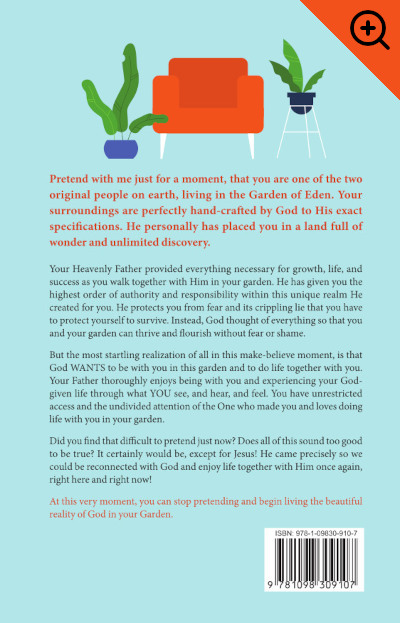 Pretend with me just for a moment, that you are one of the two
original people on earth, living in the Garden of Eden. Your
surroundings are perfectly hand-crafted by God to His exact
specifications. He personally has placed you in a land full of
wonder and unlimited discovery.
Your Heavenly Father provided everything necessary for growth, life, and
success as you walk together with Him in your garden. He has given you the
highest order of authority and responsibility within this unique realm He
created for you. He protects you from fear and its crippling lie that you have
to protect yourself to survive. Instead, God thought of everything so that you
and your garden can thrive and flourish without fear or shame.
But the most startling realization of all in this make-believe moment, is that
God WANTS to be with you in this garden and to do life together with you.
Your Father thoroughly enjoys being with you and experiencing your God-
given life through what YOU see, and hear, and feel. You have unrestricted
access and the undivided attention of the One who made you and loves doing
life with you in your garden.
Did you find that difficult to pretend just now? Does all of this sound too good
to be true? It certainly would be, except for Jesus! He came precisely so we
could be reconnected with God and enjoy life together with Him once again,
right here and right now!
At this very moment, you can stop pretending and begin living the beautiful
reality of God in your Garden.
ISBN: 978-1-09830-910-7
9 781098 309107